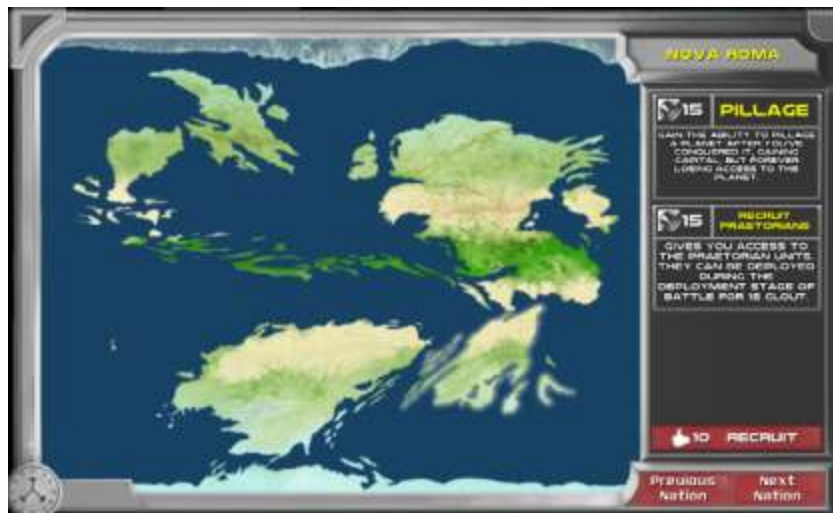 NOVA ROMA
15 PILLAGE
GAIN THE ABILITY TO PILLAGE
A PLANET AFTER YOU'VE
CONQUERED IT, GAINING
CAPITAL, BUT FOREVER
LOSING ACCESS TO THE
PLANET
15 RECRUIT
PRAETORIANS
GIVES YOU ACCESS TO
THE PRAETORIAN UNITS.
THEY CAN BE DEPLOYED
DURING THE
DEPLOYMENT STAGE OF
BATTLE FOR 15 CLOUT.
10 RECRUIT
Previous
Nation
Next
Nation